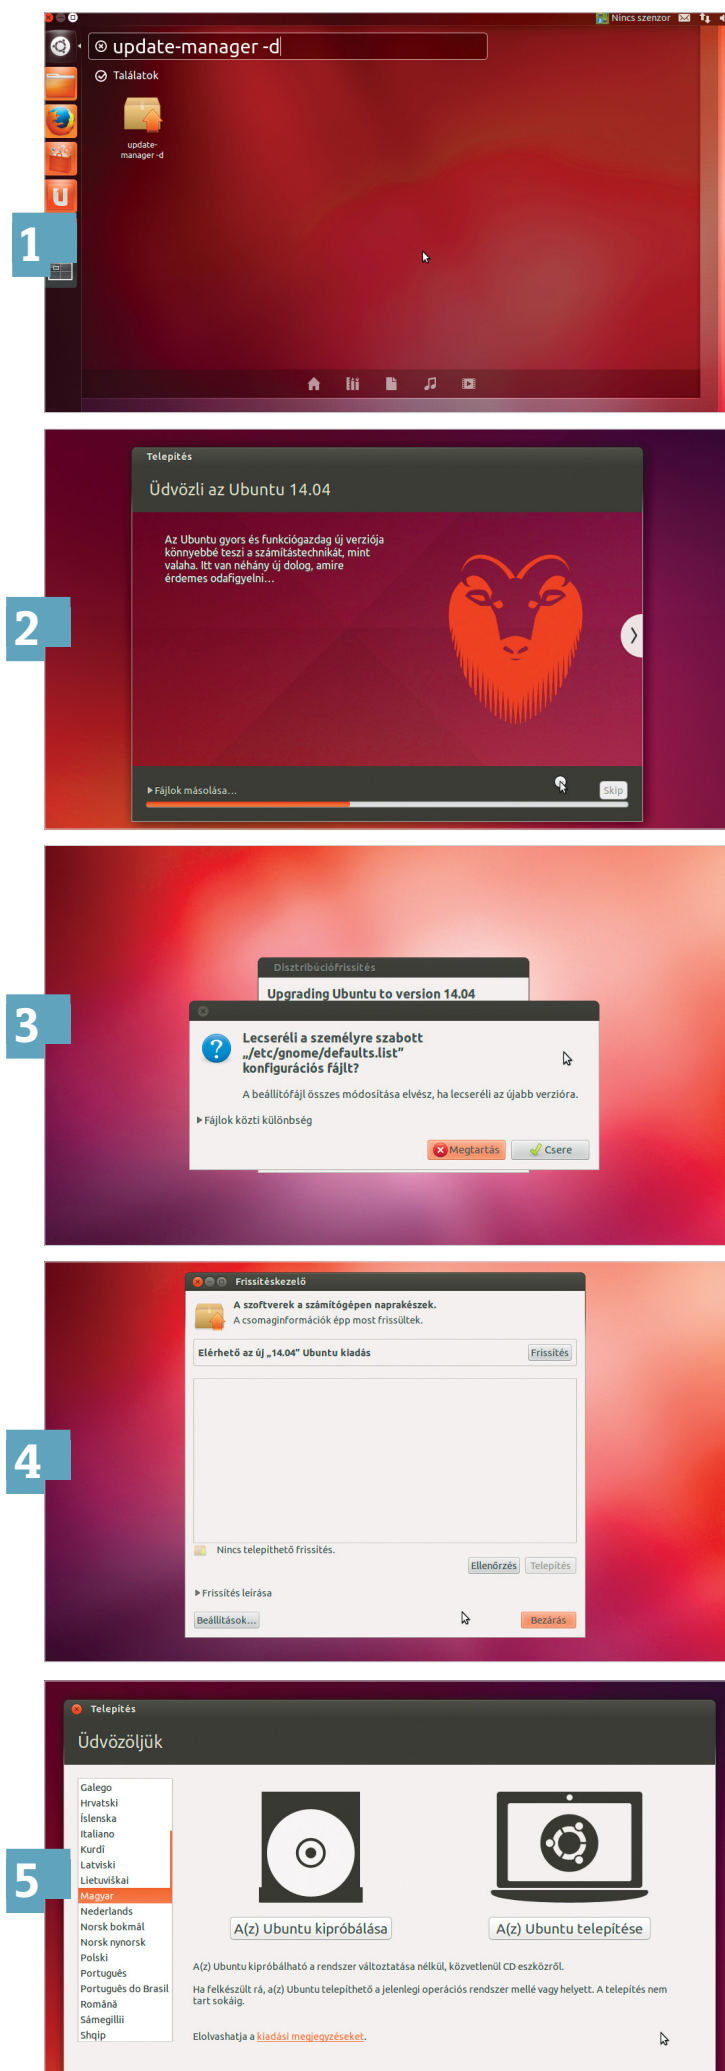 Nincs szenzor
update-manager -d
Találatok
update-
manager -d
1
Telepítés
Üdvözli az Ubuntu 14.04
Az Ubuntu gyors és funkciógazdag új verziója
könnyebbé teszi a számítástechnikát, mint
valaha. Itt van néhány új dolog, amire
érdemes odafigyelni…
2
Fájlok másolása…
Skip
Disztribúciófrissítés
Upgrading Ubuntu to version 14.04
3
Lecseréli a személyre szabott
„/etc/gnome/defaults.list”
konfigurációs fájlt?
A beállítófájl összes módosítása elvész, ha lecseréli az újabb verzióra.
Fájlok közti különbség
Megtartás
Csere
Frissítéskezelő
A szoftverek a számítógépen naprakészek.
A csomaginformációk épp most frissültek.
Elérhető az új „14.04” Ubuntu kiadás
Frissítés
4
Nincs telepíthető frissítés.
Ellenőrzés
Telepítés
Frissítés leírása
Beállítások…
Bezárás
Telepítés
Üdvözöljük
Galego
Hrvatski
Íslenska
Italiano
Kurdî
Latviski
Lietuviškai
Magyar
Nederlands
Norsk bokmål
Norsk nynorsk
Polski
Português
Português do Brasil
Română
Sámegillii
Shqip
5
A(z) Ubuntu kipróbálása
A(z) Ubuntu telepítése
A(z) Ubuntu kipróbálható a rendszer változtatása nélkül, közvetlenül CD eszközről.
Ha felkészült rá, a(z) Ubuntu telepíthető a jelenlegi operációs rendszer mellé vagy helyett. A telepítés nem
tart sokáig.
Elolvashatja a kiadási megjegyzéseket.